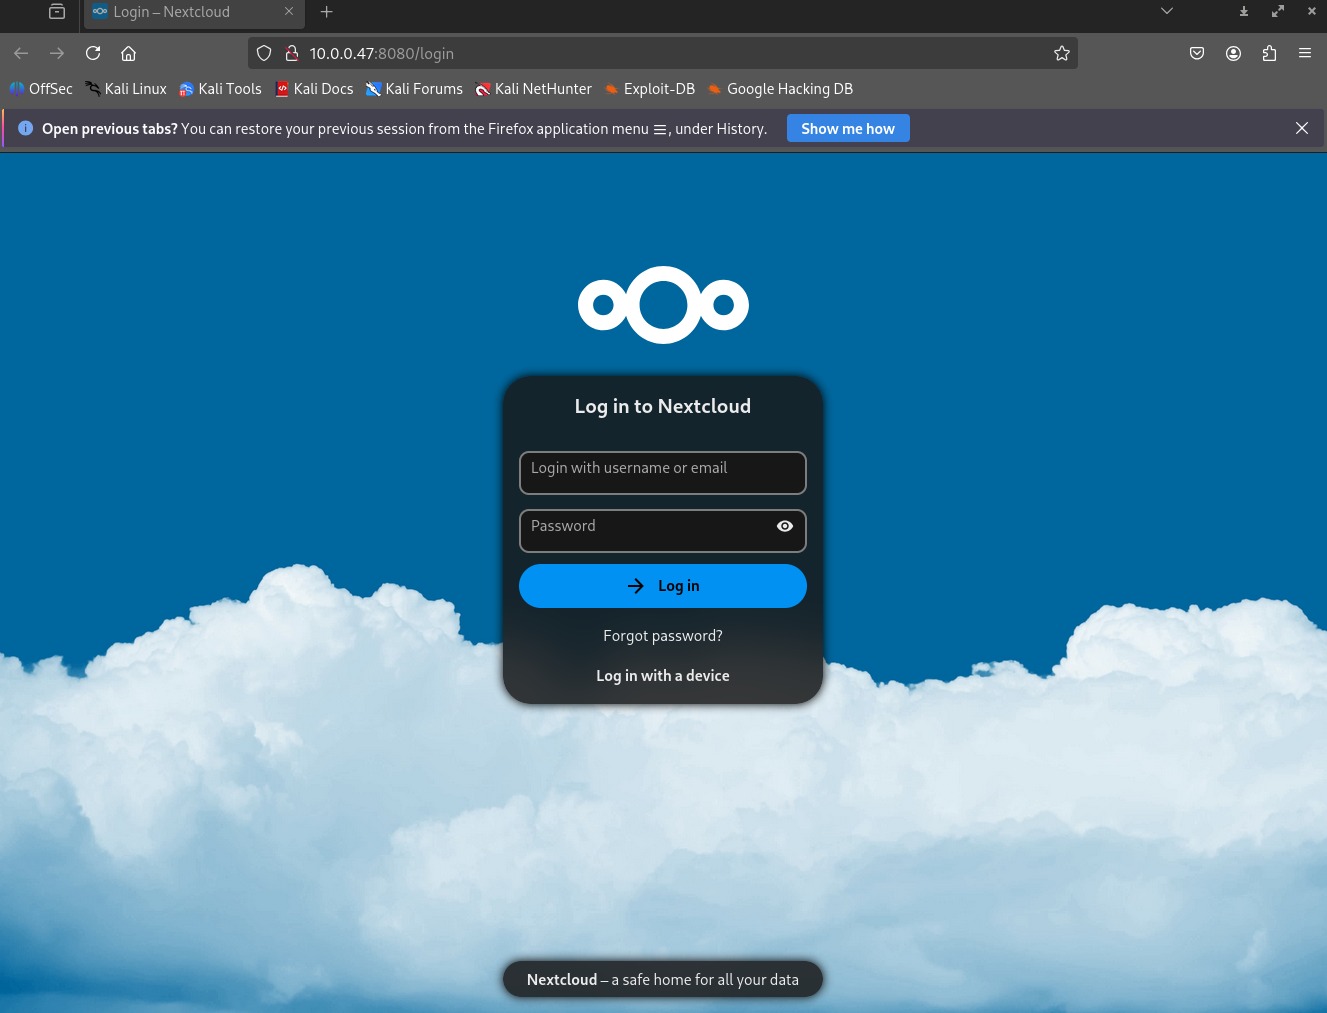 Login – Nextcloud
10.0.0.47:8080/login
OffSec Kali Linux Kali Tools Kali Docs Kali Forums Kali NetHunter Exploit-DB Google Hacking DB
Open previous tabs? You can restore your previous session from the Firefox application menu ≡, under History. Show me how
Log in to Nextcloud
Login with username or email
Password
Log in
Forgot password?
Log in with a device
Nextcloud – a safe home for all your data